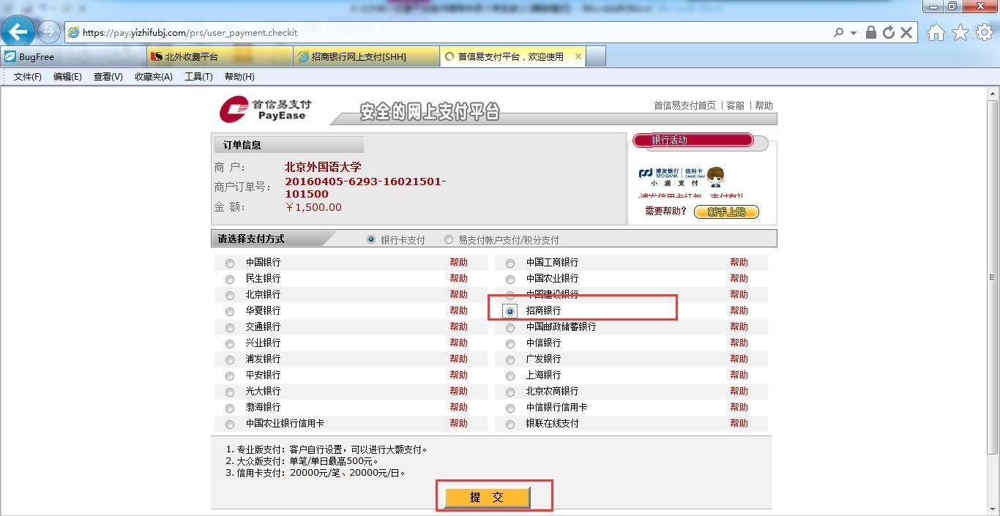 https://pay.yizhifubj.com/prs/user_payment.checkit
BugFree
北外收费平台
招商银行网上支付[SHH]
首信易支付平台，欢迎使用
文件(F) 编辑(E) 查看(V) 收藏夹(A) 工具(T) 帮助(H)
首信易支付
PayEase
安全的网上支付平台
首信易支付首页 | 客服 | 帮助
订单信息
商 户：
北京外国语大学
商户订单号：
20160405-6293-16021501-
101500
金 额：
￥1,500.00
银行活动
浦发银行 信用卡
SPD BANK Credit Card
小 浦 支 付
·浦发信用卡红包，支付有礼
需要帮助？ 新手上路
请选择支付方式 银行卡支付 易支付帐户支付/积分支付
中国银行 帮助 中国工商银行 帮助
民生银行 帮助 中国农业银行 帮助
北京银行 帮助 中国建设银行 帮助
华夏银行 帮助 招商银行 帮助
交通银行 帮助 中国邮政储蓄银行 帮助
兴业银行 帮助 中信银行 帮助
浦发银行 帮助 广发银行 帮助
平安银行 帮助 上海银行 帮助
光大银行 帮助 北京农商银行 帮助
渤海银行 帮助 中信银行信用卡 帮助
中国农业银行信用卡 帮助 银联在线支付 帮助
1. 专业版支付：客户自行设置，可以进行大额支付。
2. 大众版支付：单笔/单日最高500元。
3. 信用卡支付：20000元/笔、20000元/日。
提 交